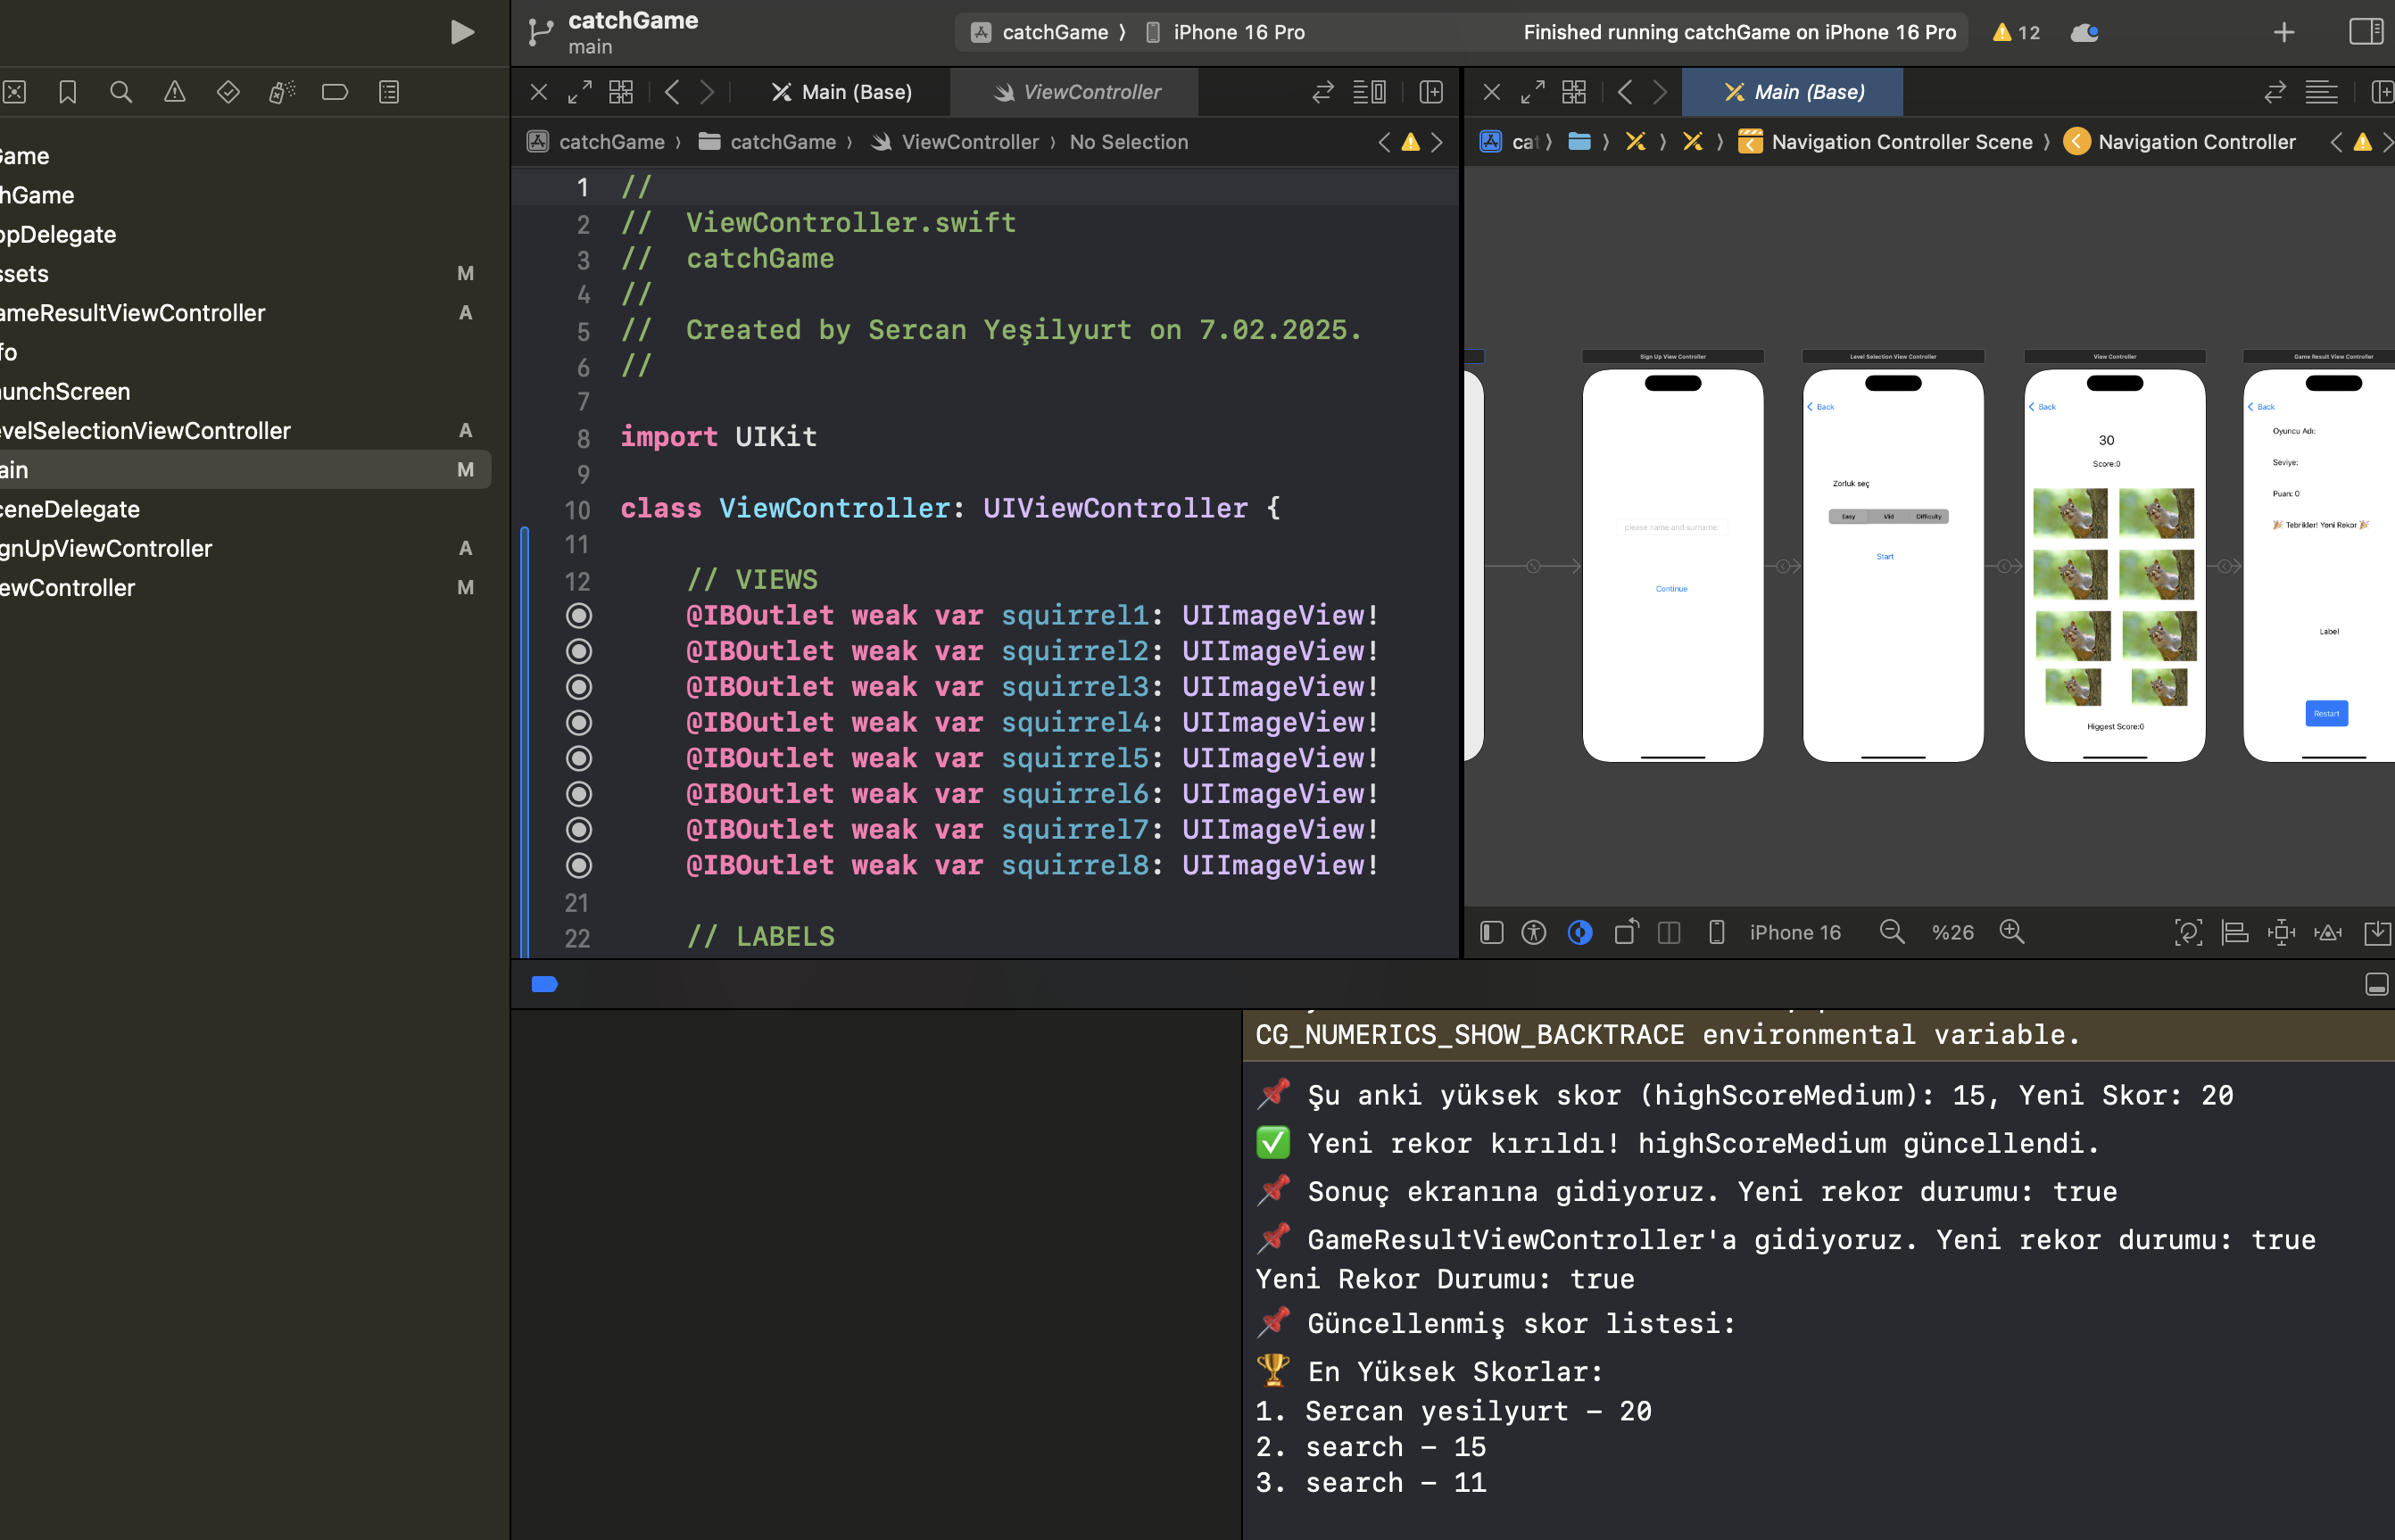 catchGame
main
catchGame
iPhone 16 Pro
Finished running catchGame on iPhone 16 Pro
12
Main (Base)
ViewController
Main (Base)
catchGame
catchGame
ViewController
No Selection
Navigation Controller Scene
Navigation Controller
Game
hGame
ppDelegate
ssets M
ameResultViewController A
fo
aunchScreen
evelSelectionViewController A
ain M
ceneDelegate
gnUpViewController A
ewController M
1 //
2 //  ViewController.swift
3 //  catchGame
4 //
5 //  Created by Sercan Yeşilyurt on 7.02.2025.
6 //
7
8 import UIKit
9
10 class ViewController: UIViewController {
11
12 // VIEWS
@IBOutlet weak var squirrel1: UIImageView!
@IBOutlet weak var squirrel2: UIImageView!
@IBOutlet weak var squirrel3: UIImageView!
@IBOutlet weak var squirrel4: UIImageView!
@IBOutlet weak var squirrel5: UIImageView!
@IBOutlet weak var squirrel6: UIImageView!
@IBOutlet weak var squirrel7: UIImageView!
@IBOutlet weak var squirrel8: UIImageView!
21
22 // LABELS
Sign Up View Controller
please name and surname.
Continue
Level Selection View Controller
Back
Zorluk seç
Easy
Difficulty
Start
View Controller
Back
30
Score:0
Higgest Score:0
Game Result View Controller
Back
Oyuncu Adı:
Seviye:
Puan: 0
🎉 Tebrikler! Yeni Rekor 🎉
Label
Restart
iPhone 16
%26
CG_NUMERICS_SHOW_BACKTRACE environmental variable.
📌 Şu anki yüksek skor (highScoreMedium): 15, Yeni Skor: 20
✅ Yeni rekor kırıldı! highScoreMedium güncellendi.
📌 Sonuç ekranına gidiyoruz. Yeni rekor durumu: true
📌 GameResultViewController'a gidiyoruz. Yeni rekor durumu: true
Yeni Rekor Durumu: true
📌 Güncellenmiş skor listesi:
🏆 En Yüksek Skorlar:
1. Sercan yesilyurt – 20
2. search – 15
3. search – 11